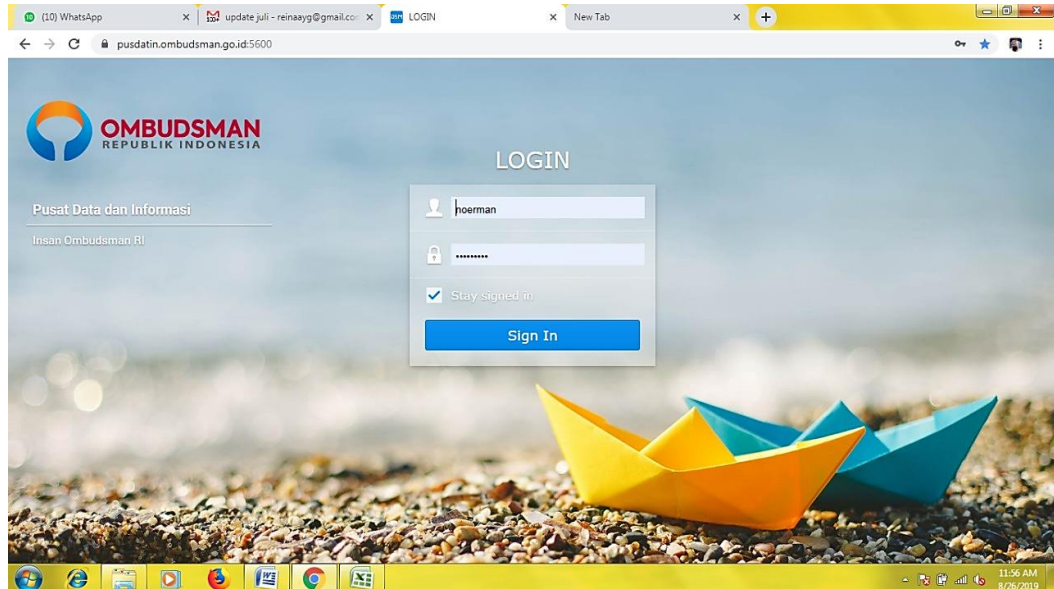 (10) WhatsApp
update juli - reinaayg@gmail.co
LOGIN
New Tab
pusdatin.ombudsman.go.id:5600
OMBUDSMAN
REPUBLIK INDONESIA
LOGIN
Pusat Data dan Informasi
noerman
Insan Ombudsman RI
Stay signed in
Sign In
11:56 AM
8/26/2019